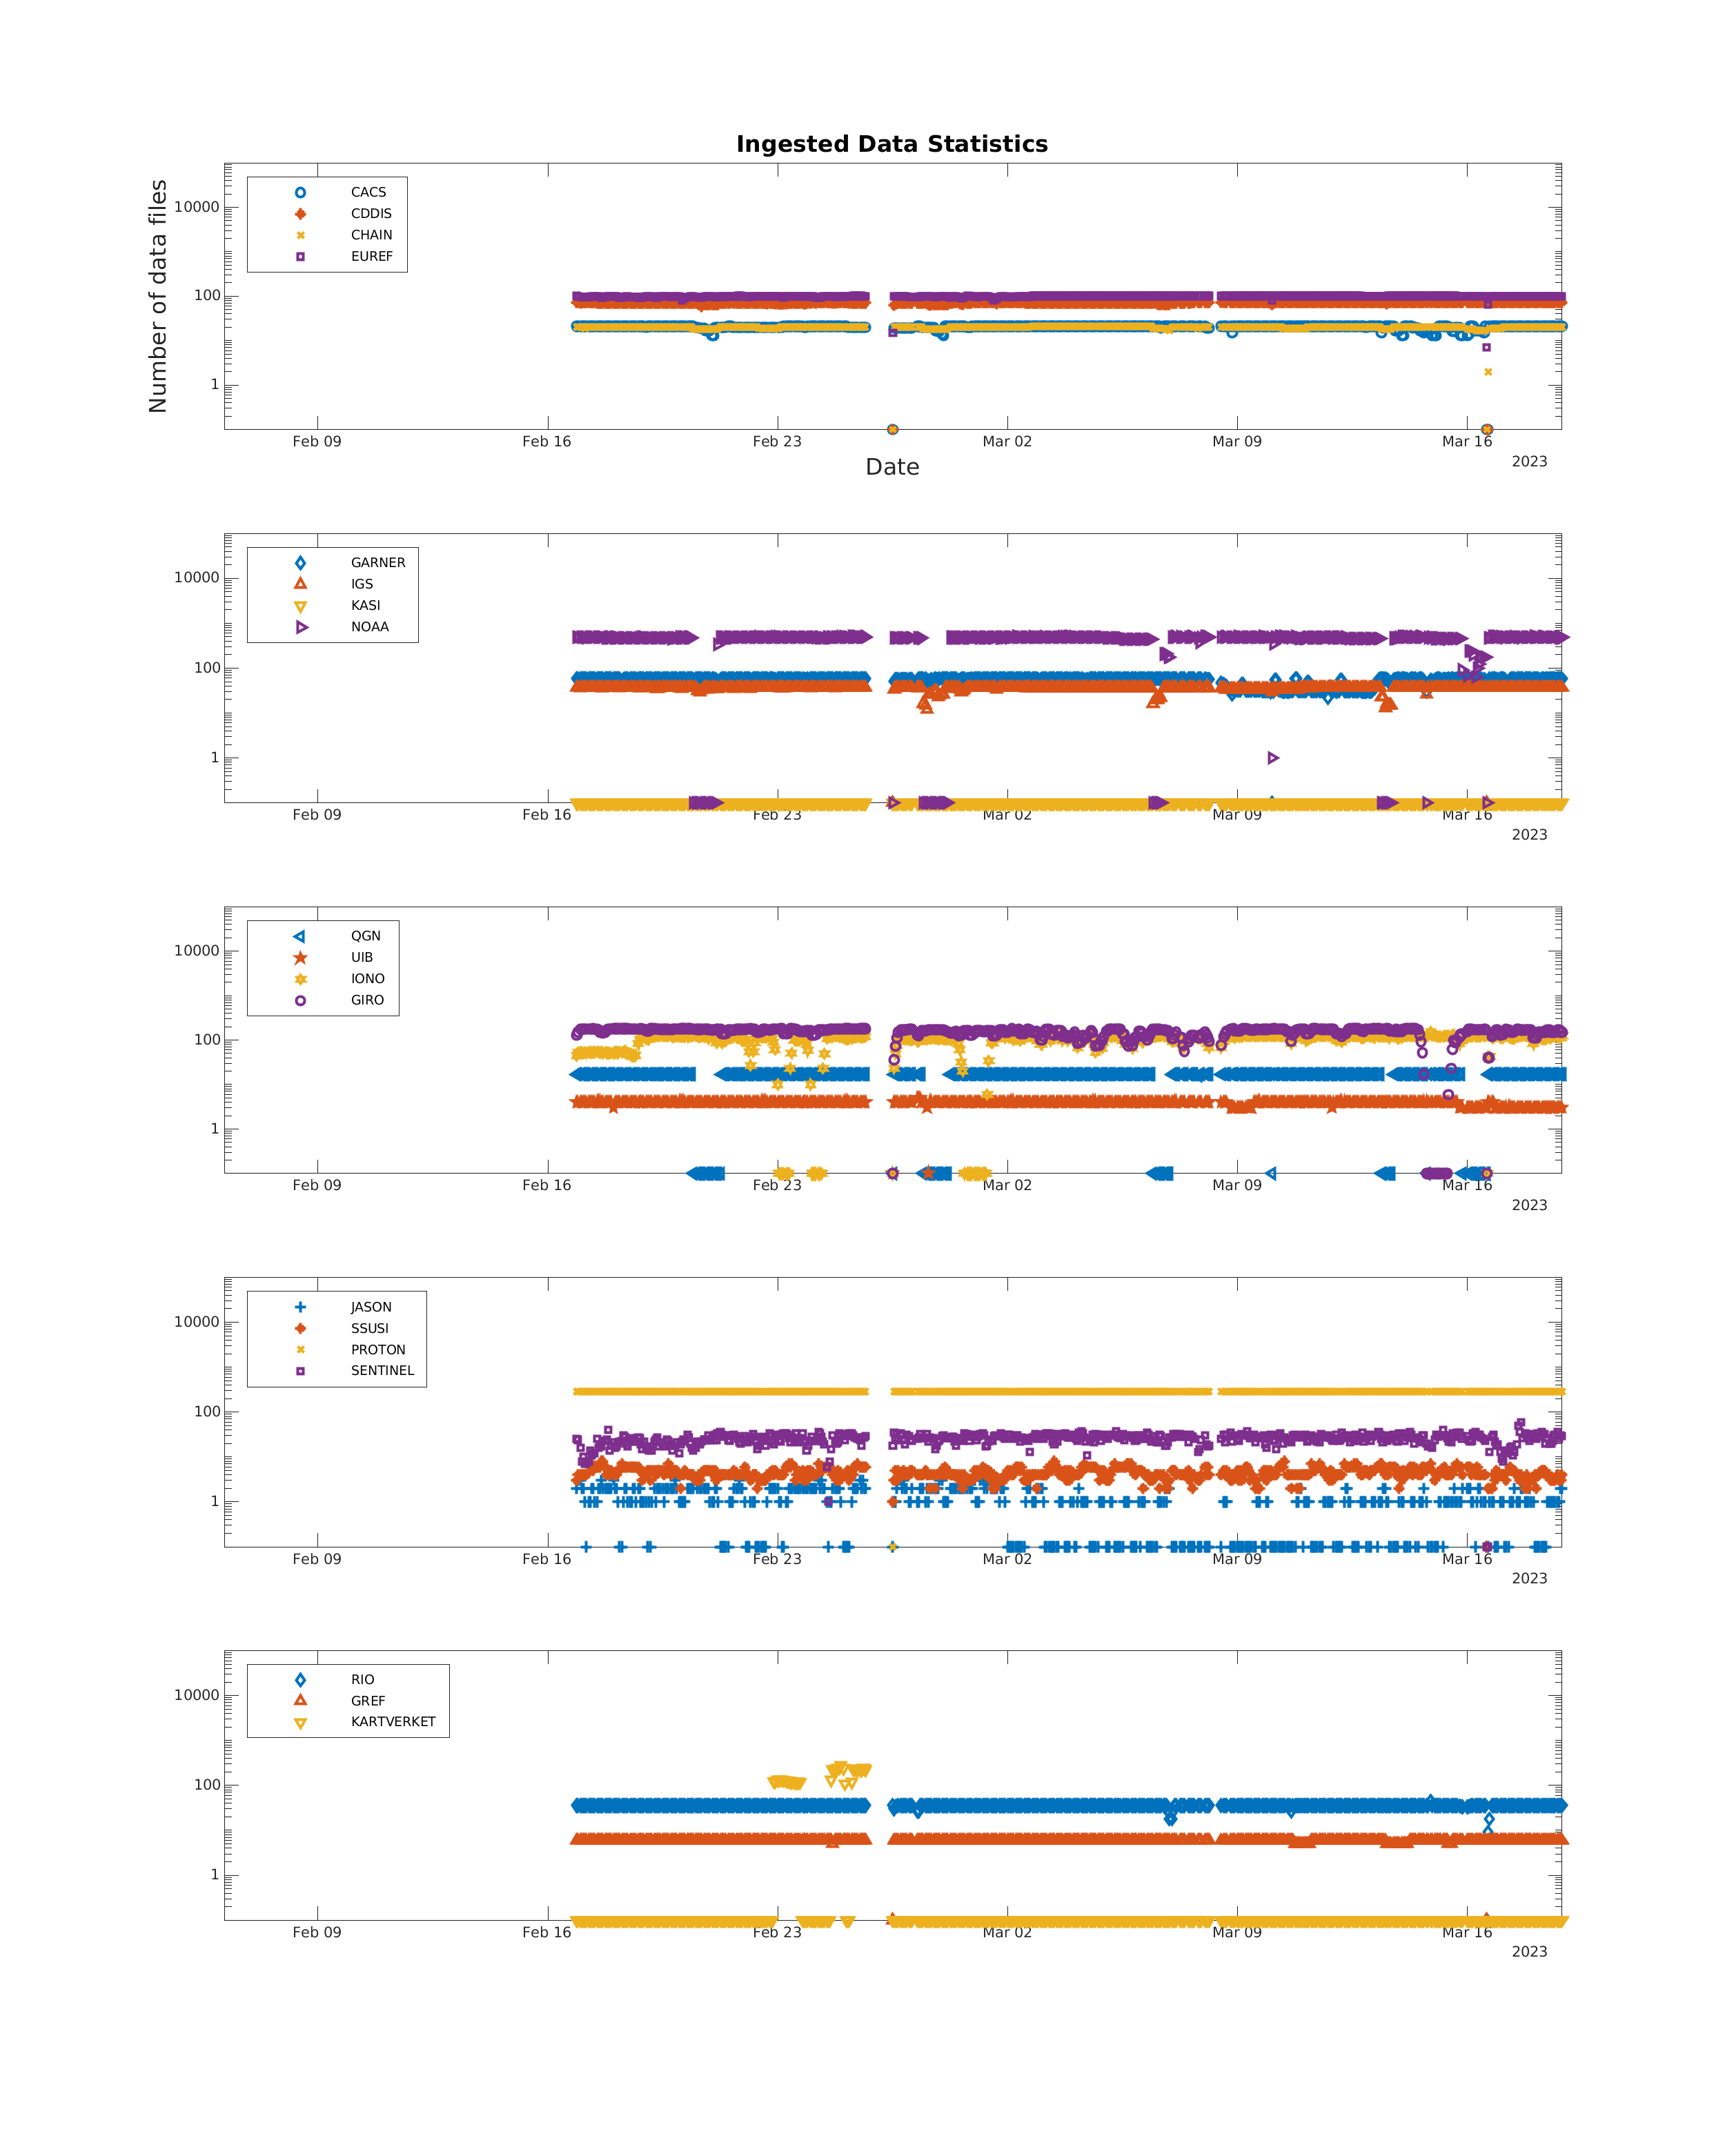 Ingested Data Statistics
Number of data files
CACS
CDDIS
CHAIN
EUREF
10000
100
1
Feb 09 Feb 16 Feb 23 Mar 02 Mar 09 Mar 16
2023
Date
GARNER
IGS
KASI
NOAA
10000
100
1
Feb 09 Feb 16 Feb 23 Mar 02 Mar 09 Mar 16
2023
QGN
UIB
IONO
GIRO
10000
100
1
Feb 09 Feb 16 Feb 23 Mar 02 Mar 09 Mar 16
2023
JASON
SSUSI
PROTON
SENTINEL
10000
100
1
Feb 09 Feb 16 Feb 23 Mar 02 Mar 09 Mar 16
2023
RIO
GREF
KARTVERKET
10000
100
1
Feb 09 Feb 16 Feb 23 Mar 02 Mar 09 Mar 16
2023